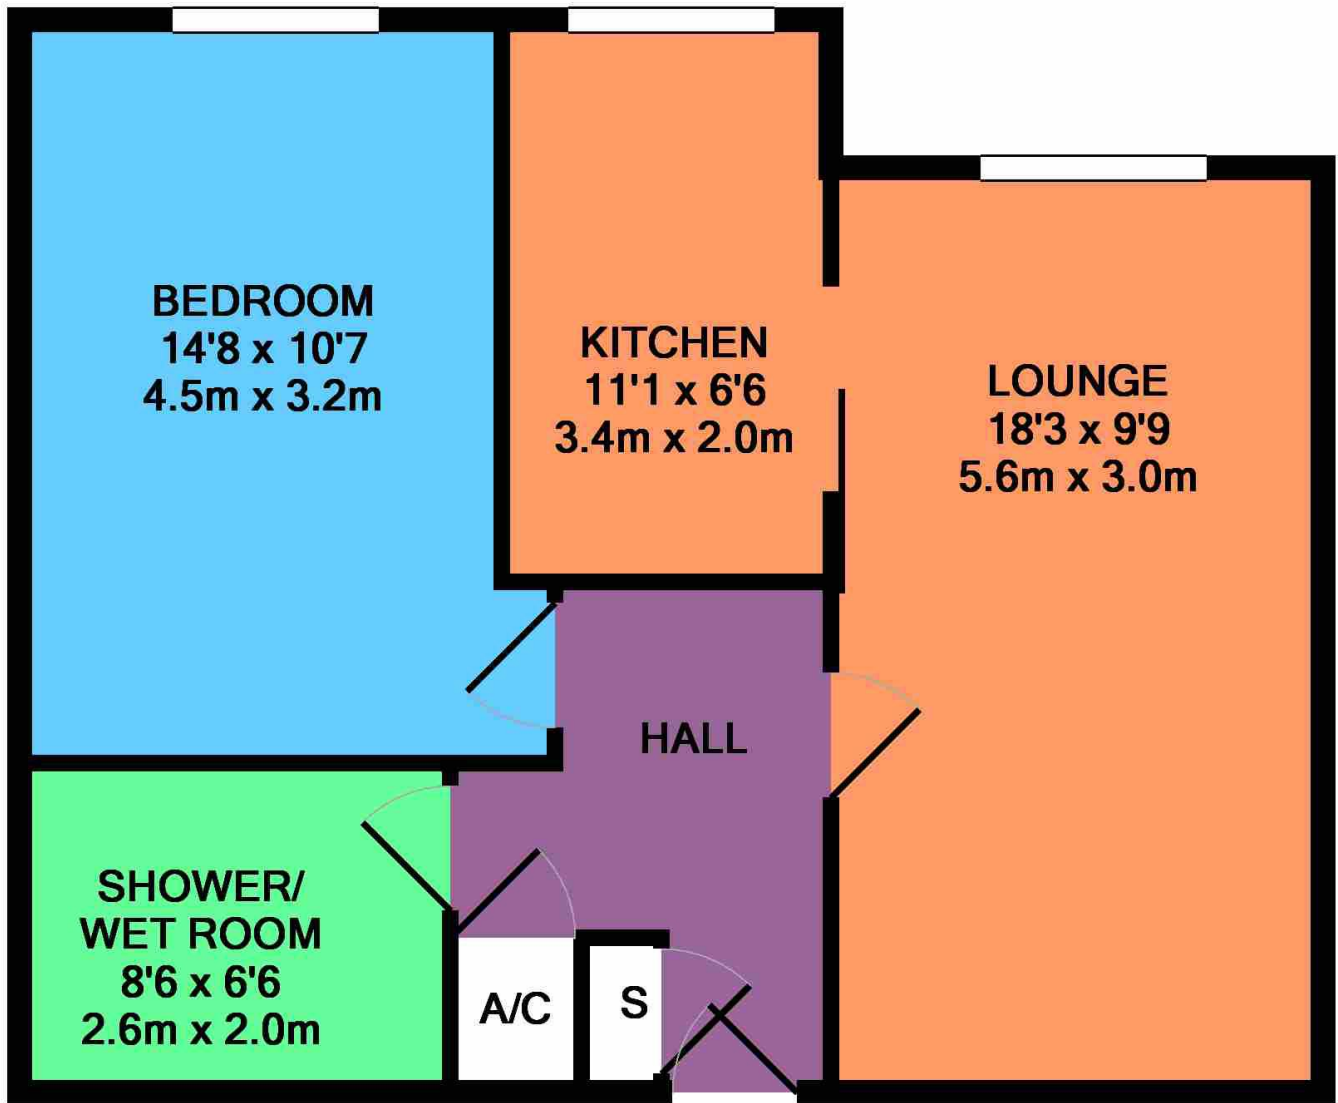 BEDROOM
14'8 x 10'7
4.5m x 3.2m
KITCHEN
11'1 x 6'6
3.4m x 2.0m
LOUNGE
18'3 x 9'9
5.6m x 3.0m
HALL
SHOWER/
WET ROOM
8'6 x 6'6
2.6m x 2.0m
A/C
S